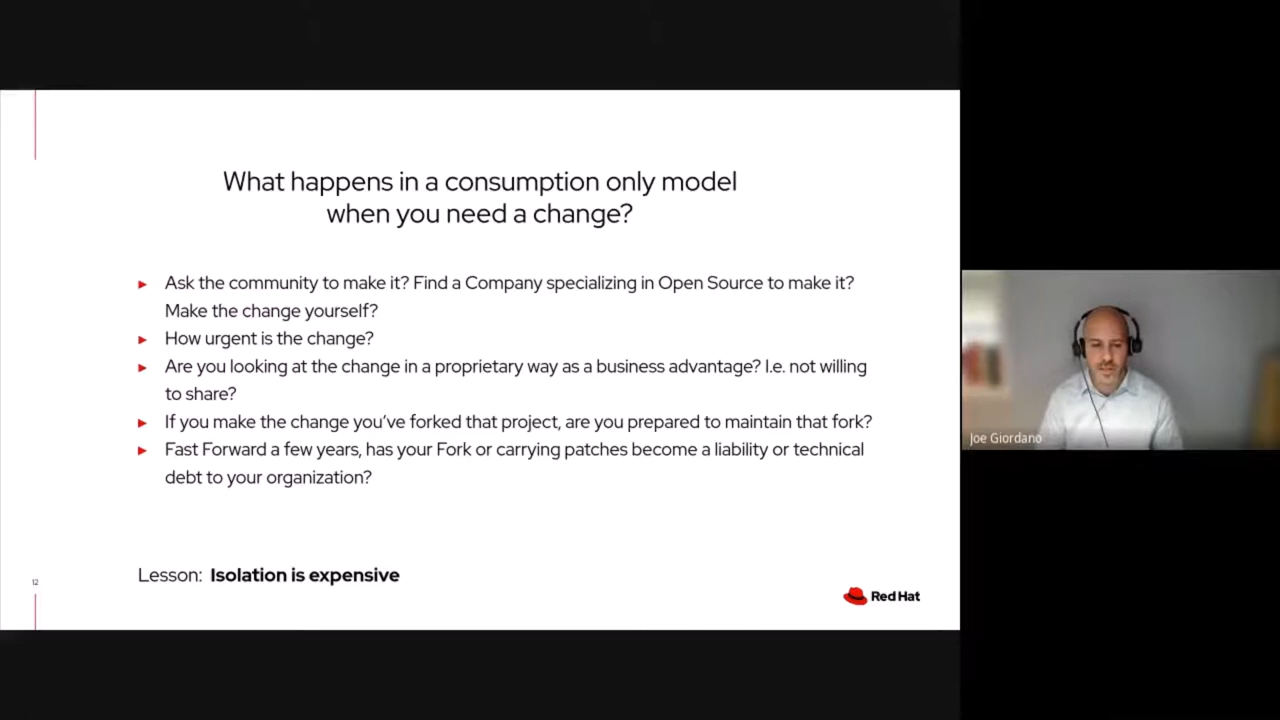 What happens in a consumption only model
when you need a change?
Ask the community to make it? Find a Company specializing in Open Source to make it?
Make the change yourself?
How urgent is the change?
Are you looking at the change in a proprietary way as a business advantage? I.e. not willing
to share?
If you make the change you've forked that project, are you prepared to maintain that fork?
Fast Forward a few years, has your Fork or carrying patches become a liability or technical
debt to your organization?
Lesson: Isolation is expensive
12
Red Hat
Joe Giordano